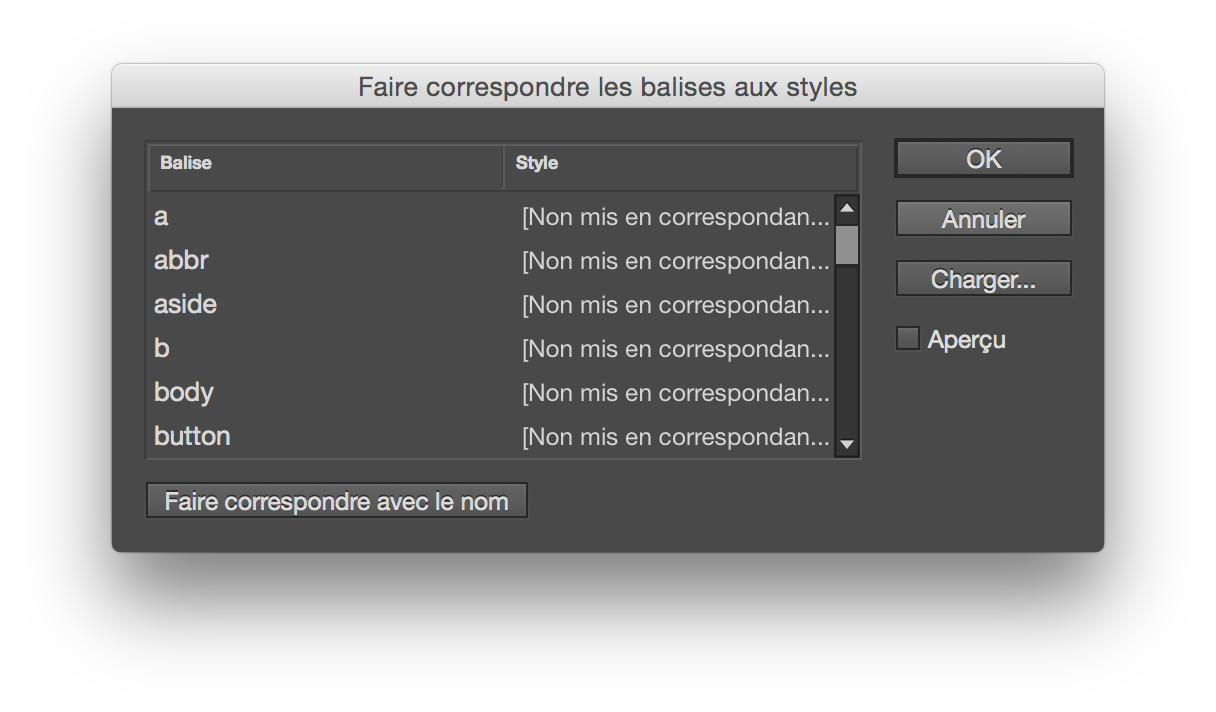 Faire correspondre les balises aux styles
Balise Style
OK
a [Non mis en correspondan...
Annuler
abbr [Non mis en correspondan...
Charger...
aside [Non mis en correspondan...
Aperçu
b [Non mis en correspondan...
body [Non mis en correspondan...
button [Non mis en correspondan...
Faire correspondre avec le nom